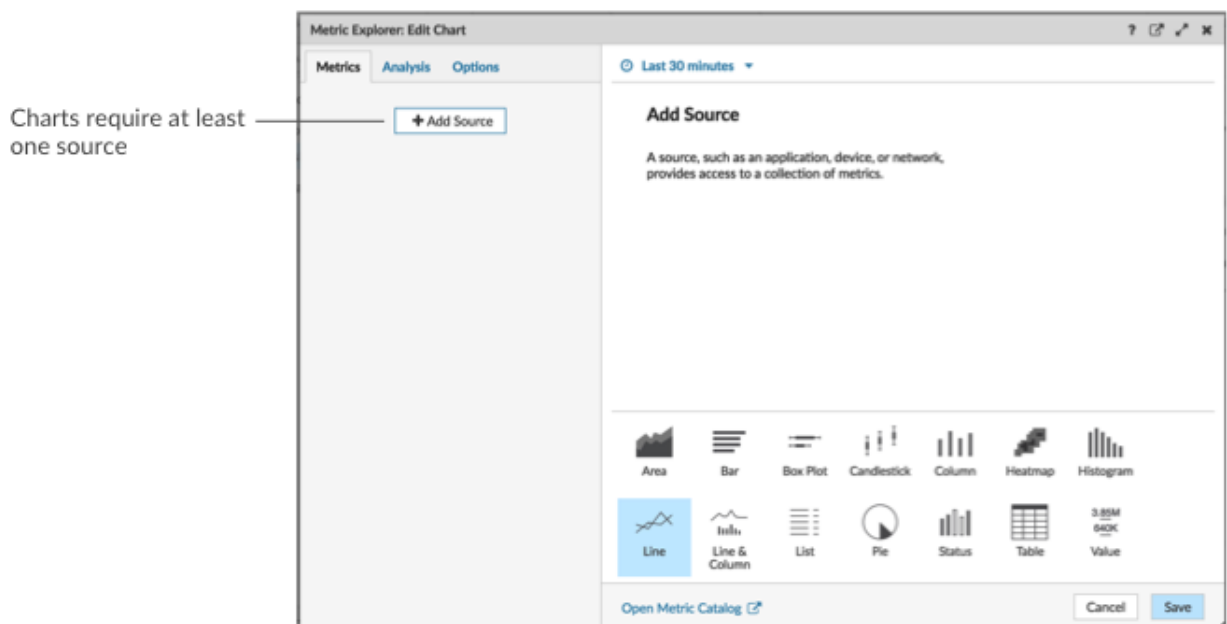 Metric Explorer: Edit Chart
?
Metrics Analysis Options
Last 30 minutes
Charts require at least
one source
+ Add Source
Add Source
A source, such as an application, device, or network,
provides access to a collection of metrics.
Area Bar Box Plot Candlestick Column Heatmap Histogram
3.85M
640K
Line Line & List Pie Status Table Value
Column
Open Metric Catalog
Cancel Save